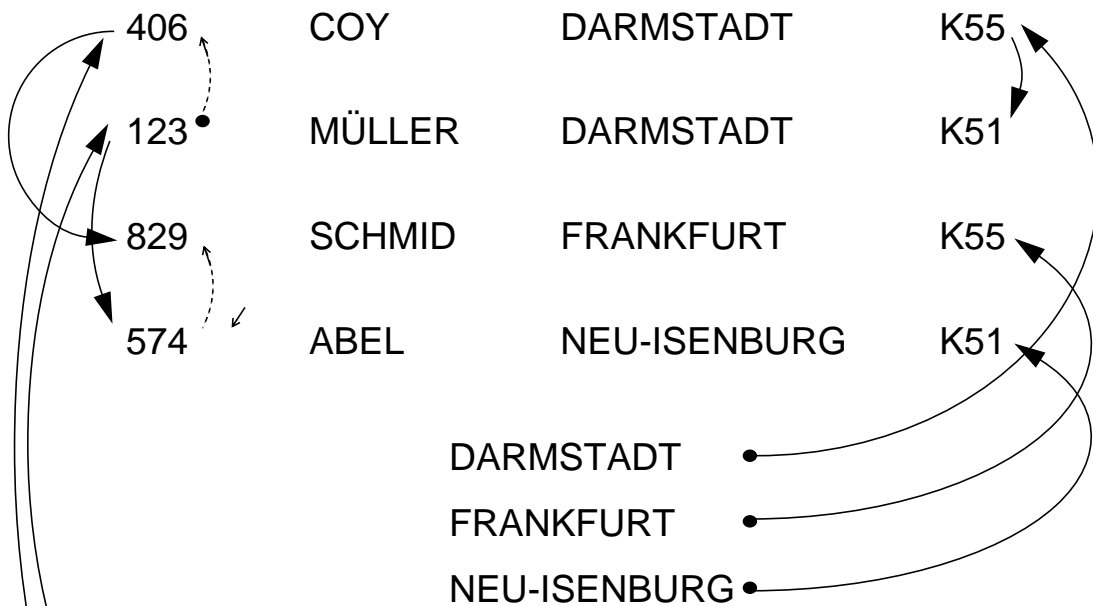 406 COY DARMSTADT K55
123 MÜLLER DARMSTADT K51
829 SCHMID FRANKFURT K55
574 ABEL NEU-ISENBURG K51
DARMSTADT
FRANKFURT
NEU-ISENBURG